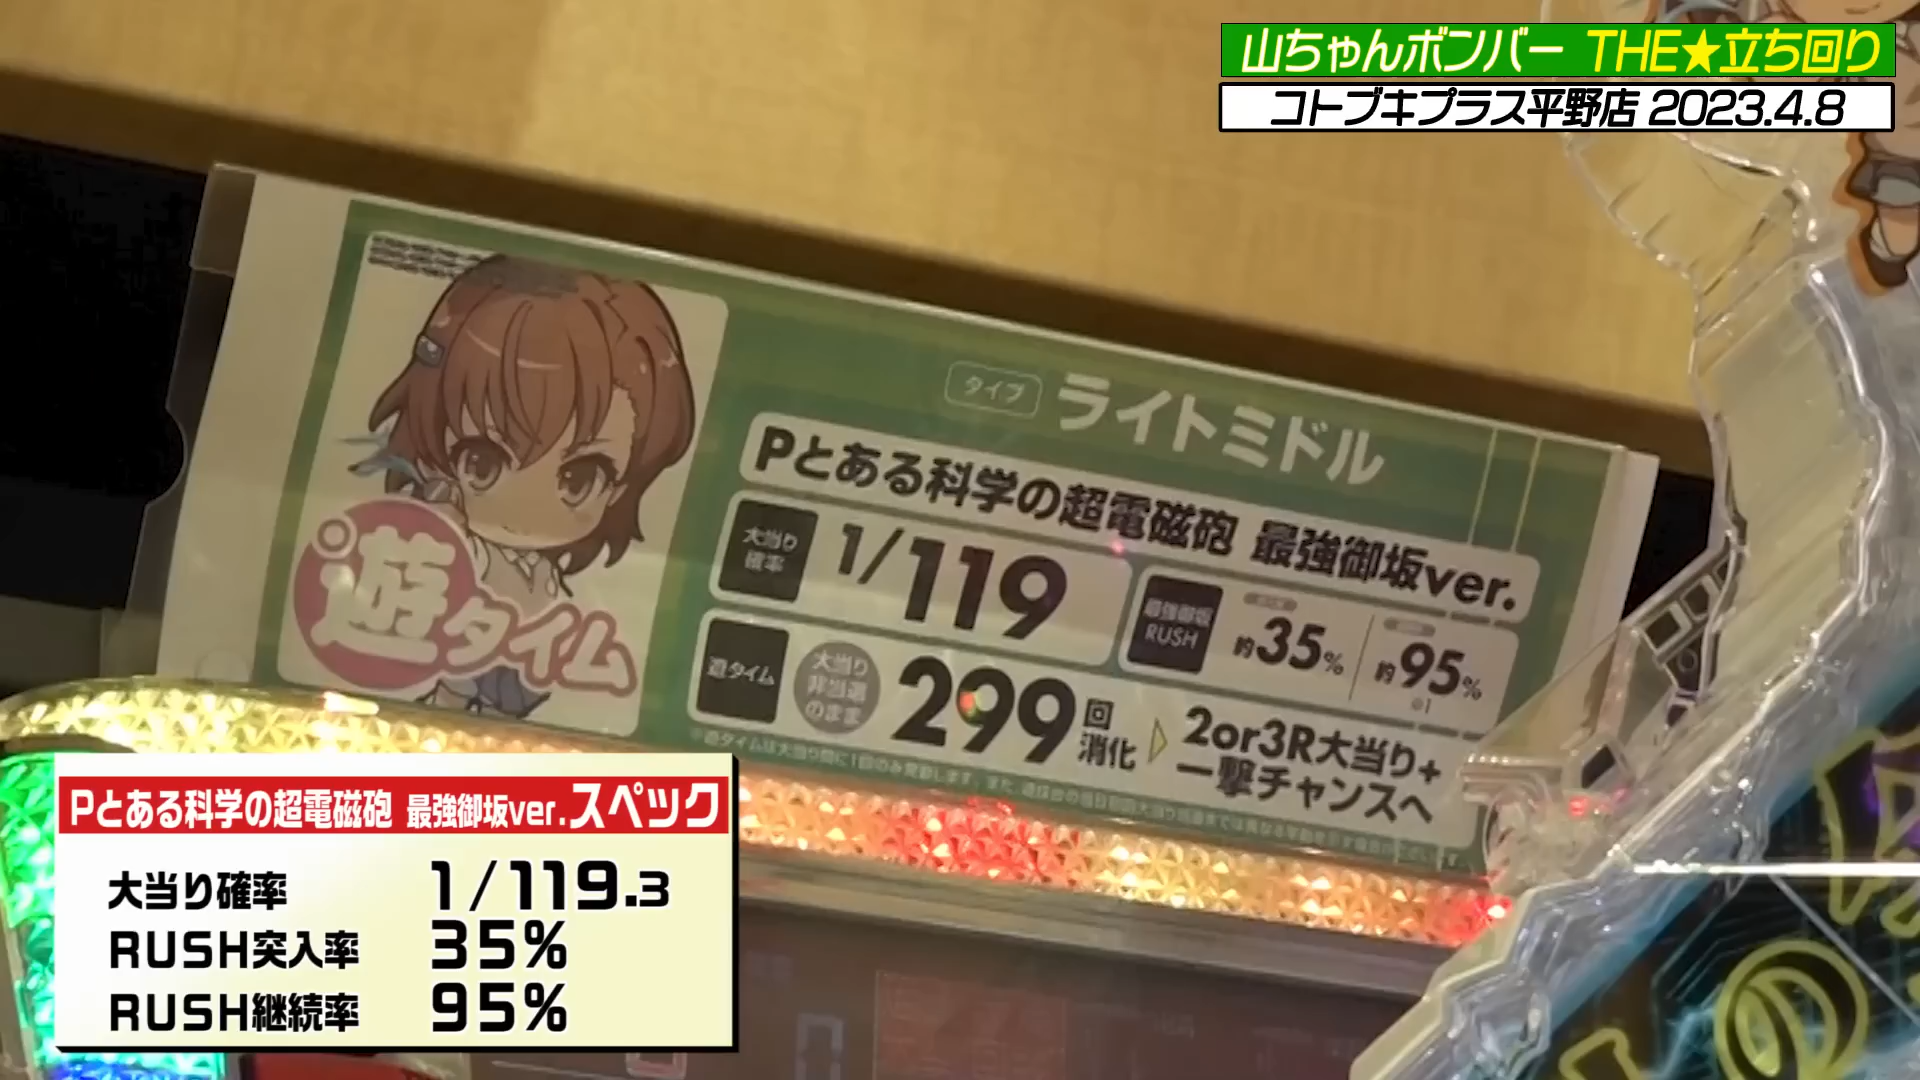 山ちゃんボンバー THE★立ち回り
コトブキプラス平野店 2023.4.8
タイプ ライトミドル
Pとある科学の超電磁砲 最強御坂ver.
大当り確率 1/119
最強御坂RUSH 約35% 約95% ※1
遊タイム 大当り非当選のまま 299回消化 2or3R大当り+一撃チャンスへ
遊タイム
Pとある科学の超電磁砲 最強御坂ver.スペック
大当り確率 1/119.3
RUSH突入率 35%
RUSH継続率 95%